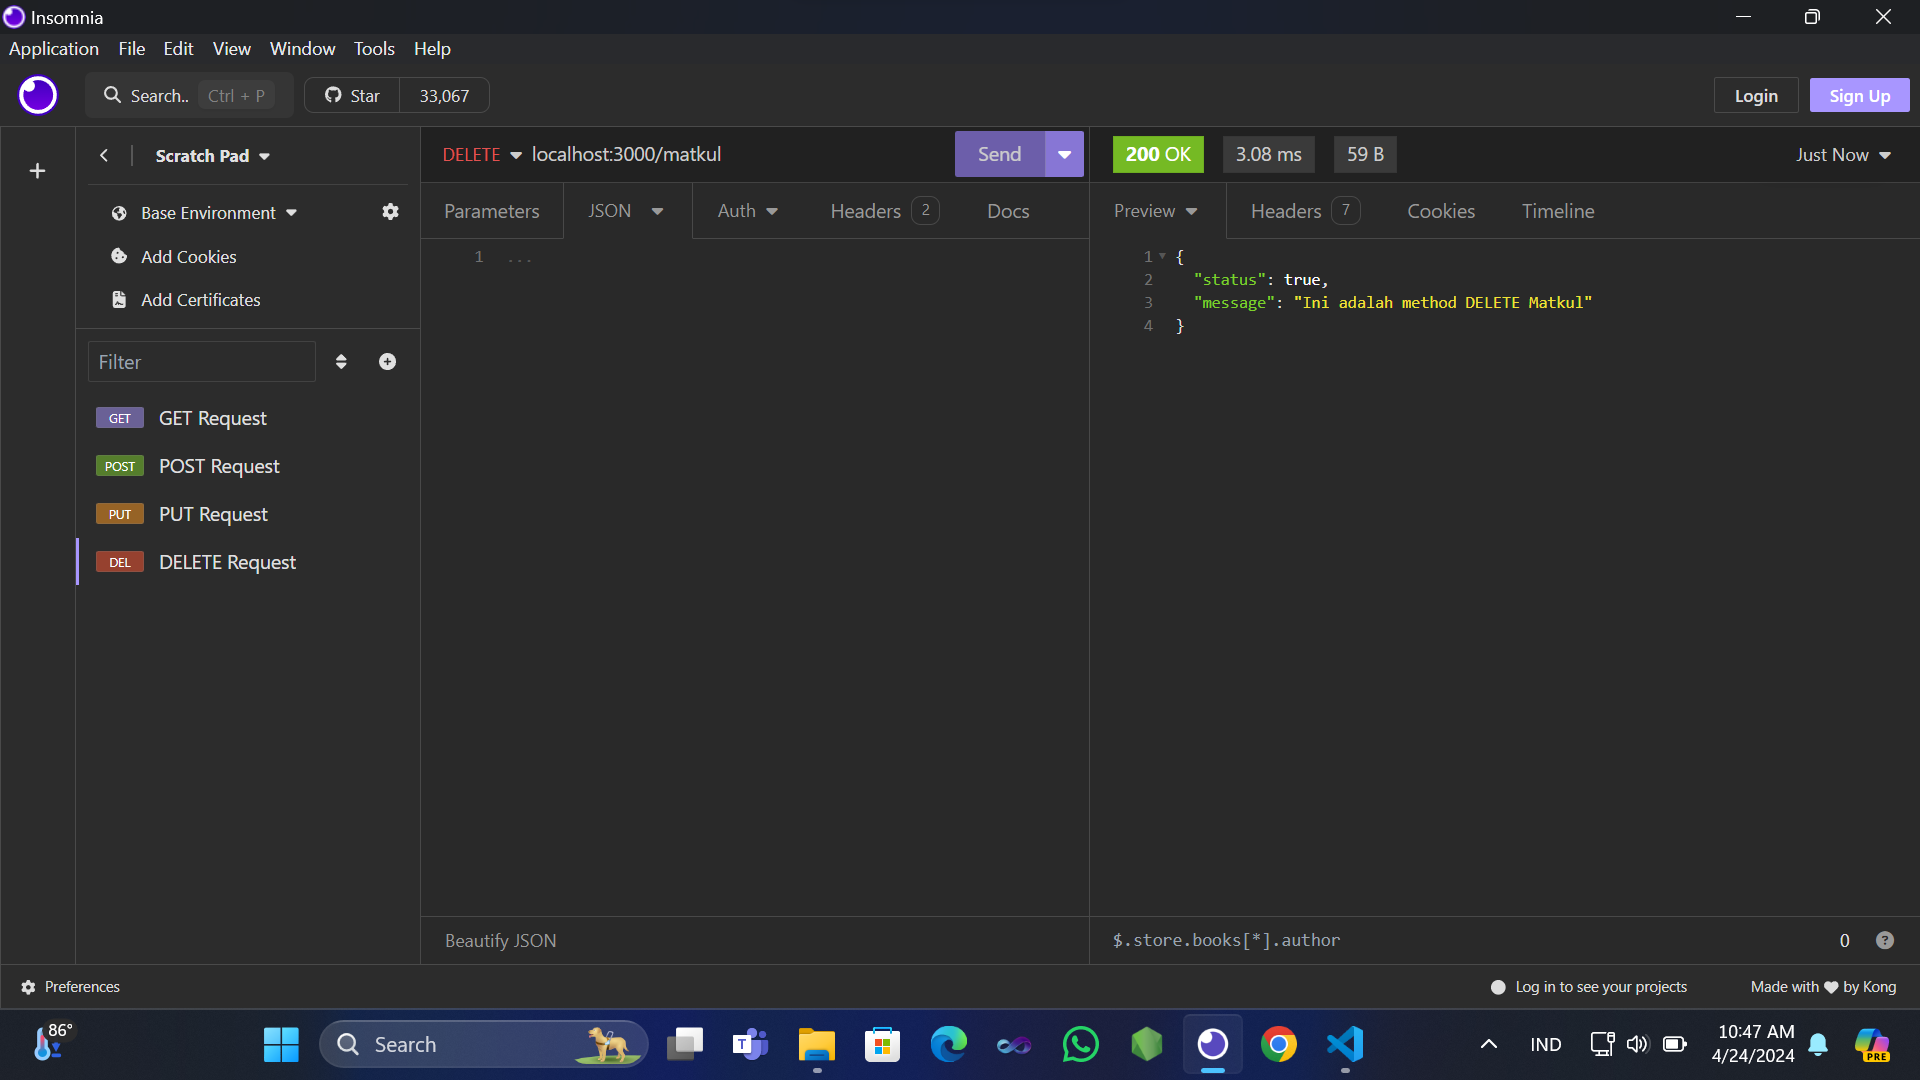 Insomnia
Application File Edit View Window Tools Help
Search.. Ctrl + P Star 33,067 Login Sign Up
Scratch Pad
DELETE localhost:3000/matkul Send
200 OK 3.08 ms 59 B Just Now
Base Environment
Add Cookies
Add Certificates
Parameters JSON Auth Headers 2 Docs
Preview Headers 7 Cookies Timeline
1 ...
1 {
2 "status": true,
3 "message": "Ini adalah method DELETE Matkul"
4 }
Filter
GET GET Request
POST POST Request
PUT PUT Request
DEL DELETE Request
Beautify JSON
$.store.books[*].author 0 ?
Preferences
Log in to see your projects Made with ♥ by Kong
86°
Search
T
PRE
IND
10:47 AM
4/24/2024